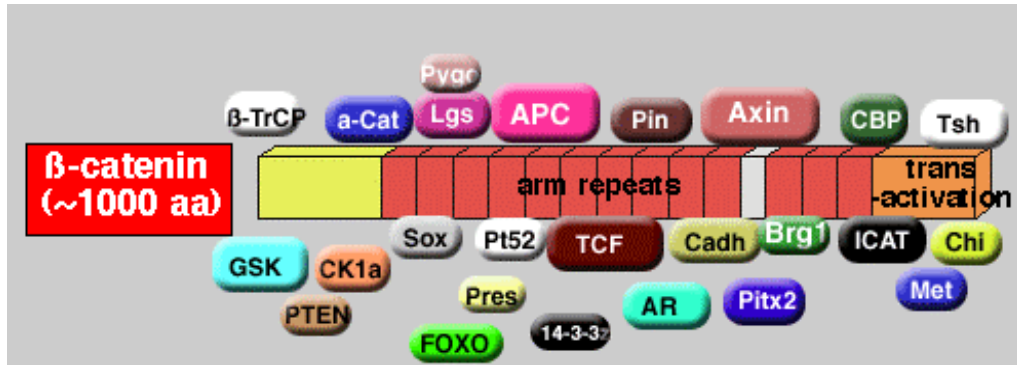 Pygo
ß-TrCP
a-Cat
Lgs
APC
Pin
Axin
CBP
Tsh
ß-catenin
(~1000 aa)
arm repeats
trans
-activation
Sox
Pt52
TCF
Cadh
Brg1
ICAT
Chi
GSK
CK1a
PTEN
Pres
AR
Pitx2
Met
FOXO
14-3-3z